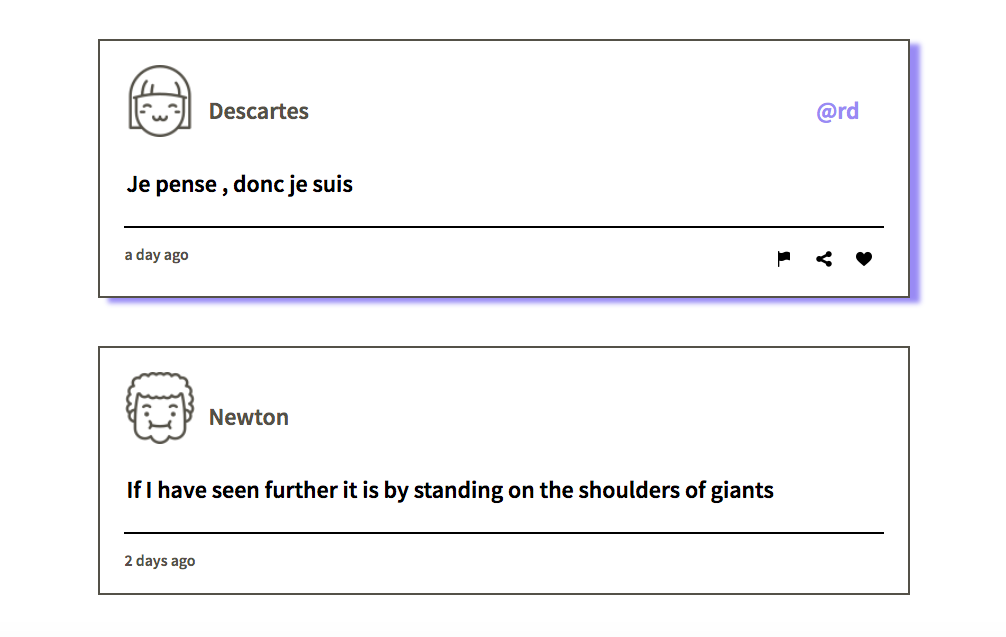 Descartes @rd
Je pense , donc je suis
a day ago
Newton
If I have seen further it is by standing on the shoulders of giants
2 days ago